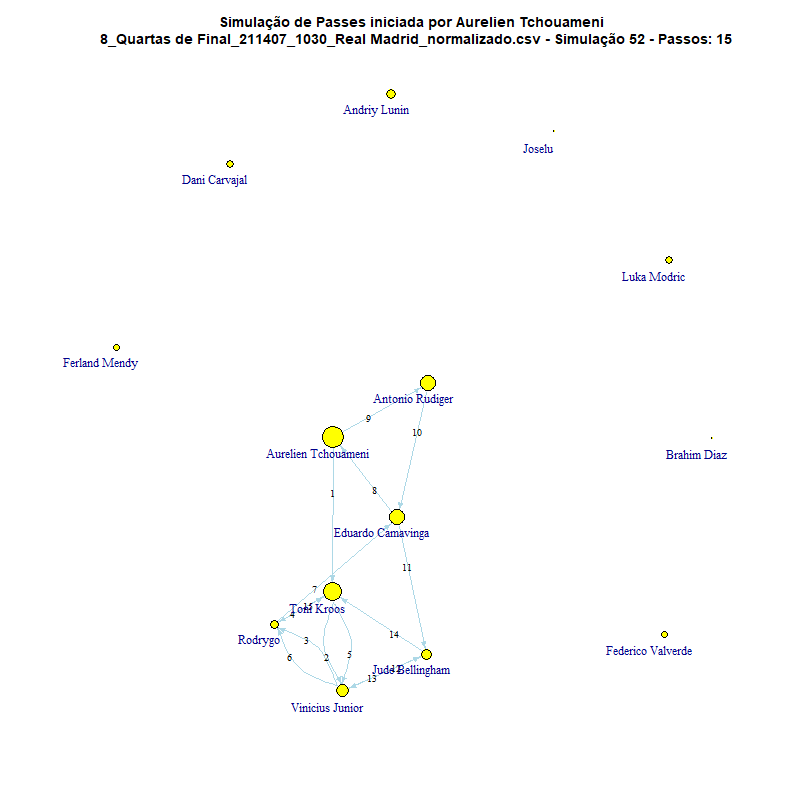 Simulação de Passes iniciada por Aurelien Tchouameni
8_Quartas de Final_211407_1030_Real Madrid_normalizado.csv - Simulação 52 - Passos: 15
Andriy Lunin
Joselu
Dani Carvajal
Luka Modric
Ferland Mendy
Antonio Rudiger
9
10
Aurelien Tchouameni
Brahim Diaz
8
1
Eduardo Camavinga
11
7
Toni Kroos
15
4
14
Rodrygo
3
Federico Valverde
6
2
5
Jude Bellingham
12
13
Vinicius Junior